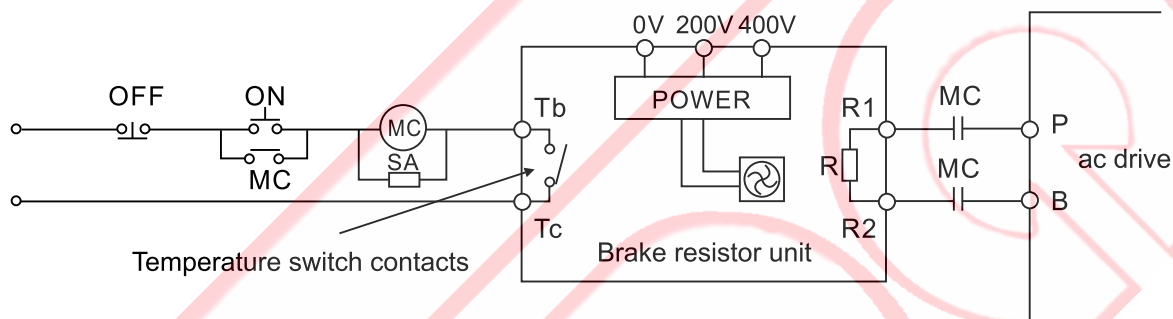 0V 200V 400V
OFF
ON
MC
SA
MC
Tb
POWER
R1
MC
P
R
MC
ac drive
B
Tc
R2
Brake resistor unit
Temperature switch contacts